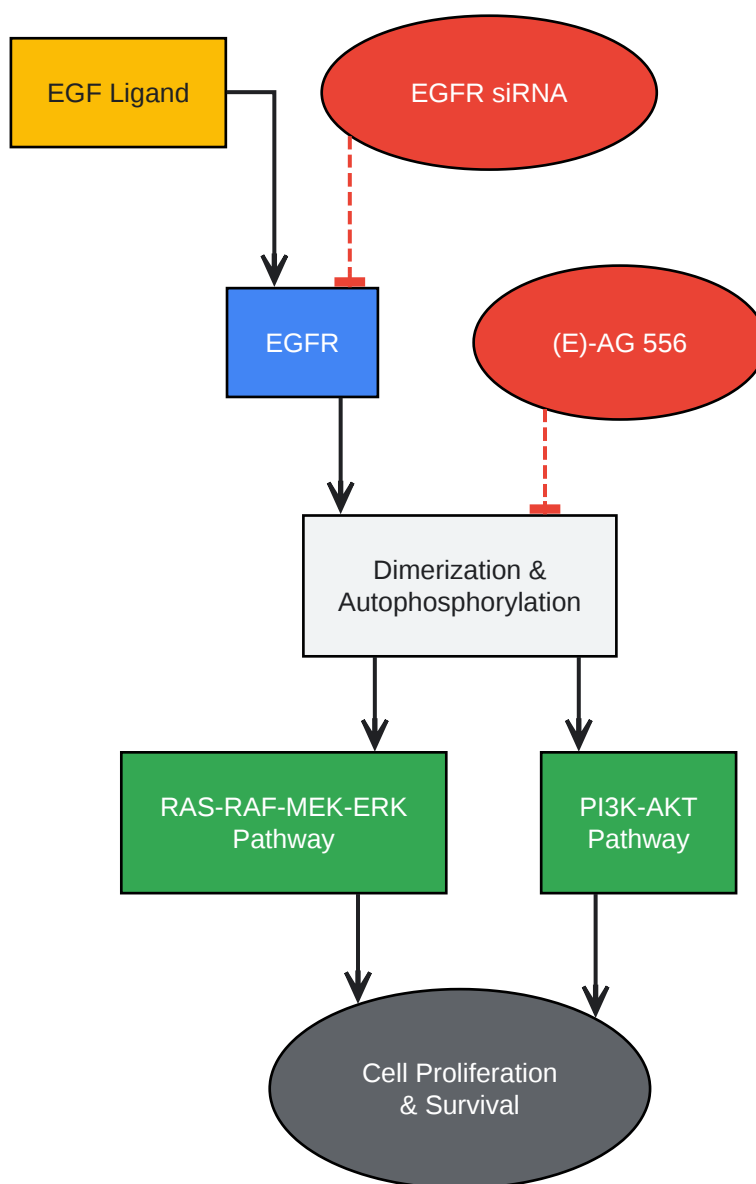 EGF Ligand
EGFR siRNA
EGFR
(E)-AG 556
Dimerization &
Autophosphorylation
RAS-RAF-MEK-ERK
Pathway
PI3K-AKT
Pathway
Cell Proliferation
& Survival